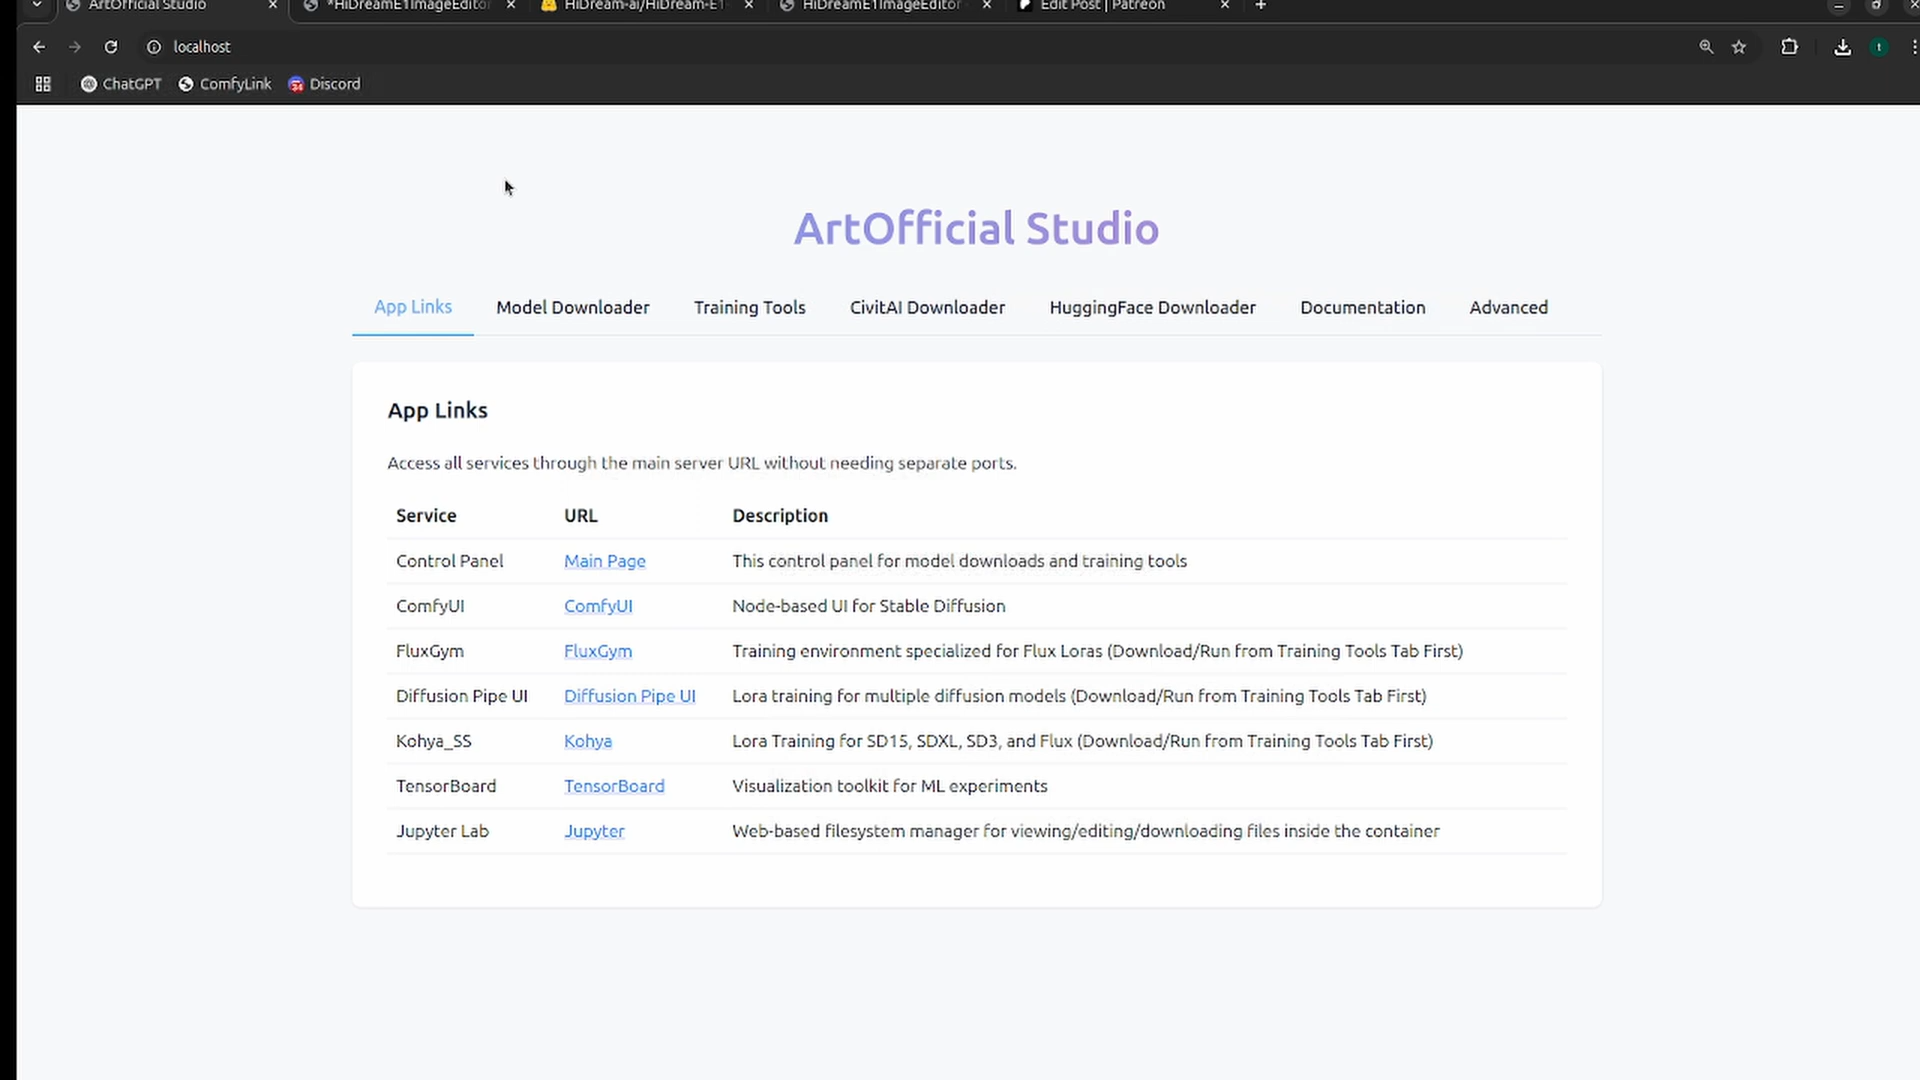 ArtOfficial Studio
*HiDreamE1ImageEditor
HiDream-ai/HiDream-E1
HiDreamE1ImageEditor
Edit Post | Patreon
localhost
t
ChatGPT
ComfyLink
Discord
ArtOfficial Studio
App Links
Model Downloader
Training Tools
CivitAI Downloader
HuggingFace Downloader
Documentation
Advanced
App Links
Access all services through the main server URL without needing separate ports.
Service URL Description
Control Panel Main Page This control panel for model downloads and training tools
ComfyUI ComfyUI Node-based UI for Stable Diffusion
FluxGym FluxGym Training environment specialized for Flux Loras (Download/Run from Training Tools Tab First)
Diffusion Pipe UI Diffusion Pipe UI Lora training for multiple diffusion models (Download/Run from Training Tools Tab First)
Kohya_SS Kohya Lora Training for SD15, SDXL, SD3, and Flux (Download/Run from Training Tools Tab First)
TensorBoard TensorBoard Visualization toolkit for ML experiments
Jupyter Lab Jupyter Web-based filesystem manager for viewing/editing/downloading files inside the container